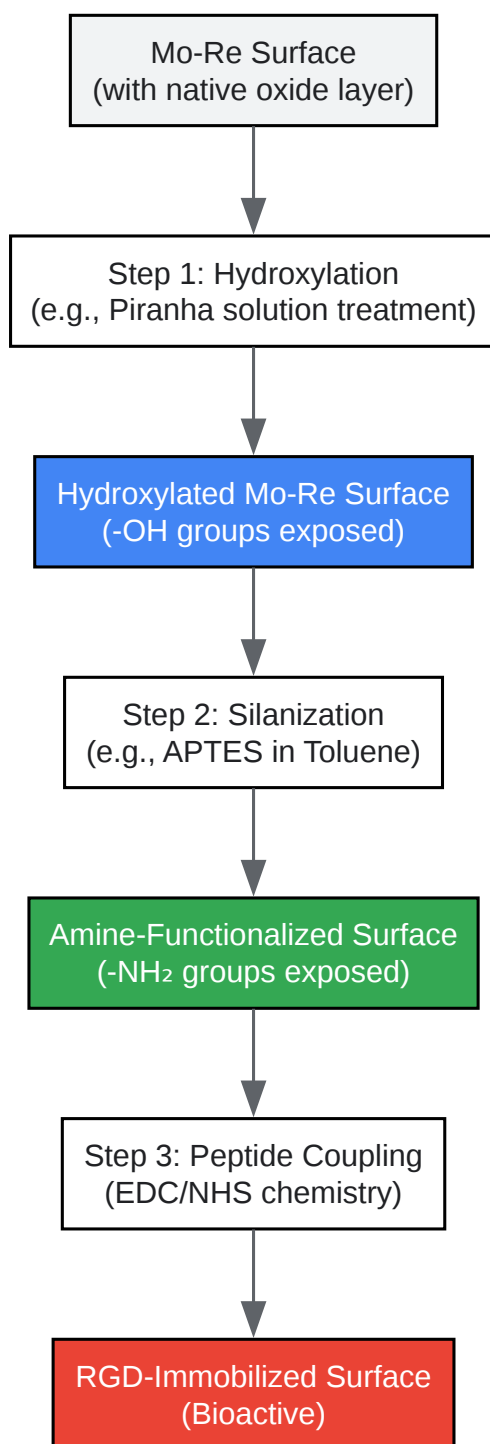 Mo-Re Surface
(with native oxide layer)
Step 1: Hydroxylation
(e.g., Piranha solution treatment)
Hydroxylated Mo-Re Surface
(-OH groups exposed)
Step 2: Silanization
(e.g., APTES in Toluene)
Amine-Functionalized Surface
(-NH₂ groups exposed)
Step 3: Peptide Coupling
(EDC/NHS chemistry)
RGD-Immobilized Surface
(Bioactive)